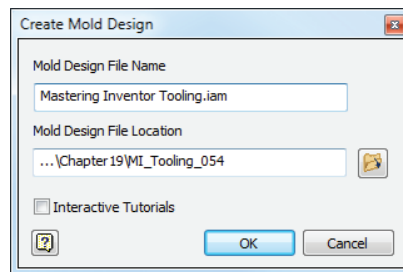 Create Mold Design
Mold Design File Name
Mastering Inventor Tooling.iam
Mold Design File Location
...\Chapter19\MI_Tooling_054
Interactive Tutorials
OK Cancel